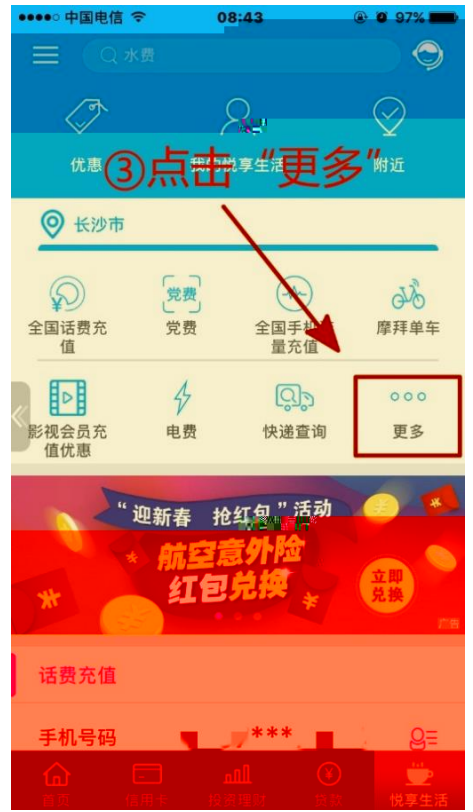 中国电信 08:43 97%
水费
优惠 我的悦享生活 附近
③点击“更多”
长沙市
全国话费充值 党费 全国手机 量充值 摩拜单车
影视会员充值优惠 电费 快递查询 更多
“迎新春 抢红包”活动
航空意外险
红包兑换
立即
兑换
广告
话费充值
手机号码 ***
首页 信用卡 投资理财 贷款 悦享生活